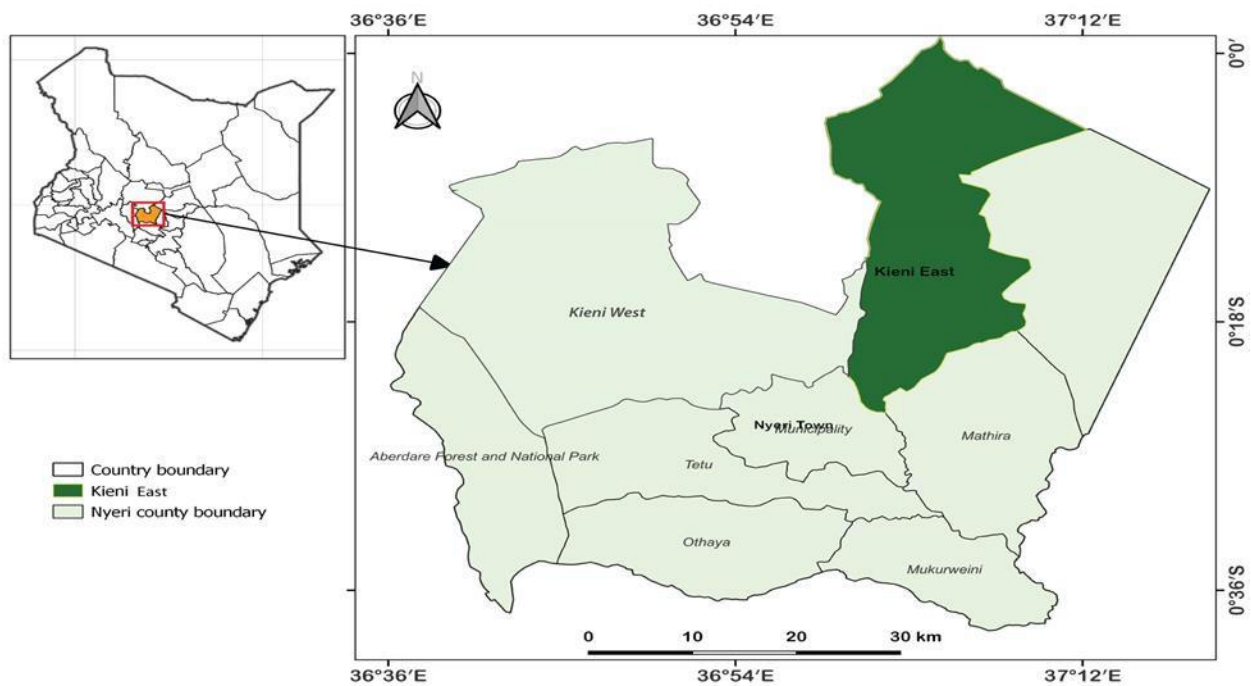 36°36′E
36°54′E
37°12′E
N
0°0′
Kieni East
0°18′S
Kieni West
Nyeri Town
Municipality
Mathira
Aberdare Forest and National Park
Tetu
Country boundary
Kieni East
Nyeri county boundary
Othaya
Mukurweini
0°36′S
0 10 20 30 km
36°36′E
36°54′E
37°12′E